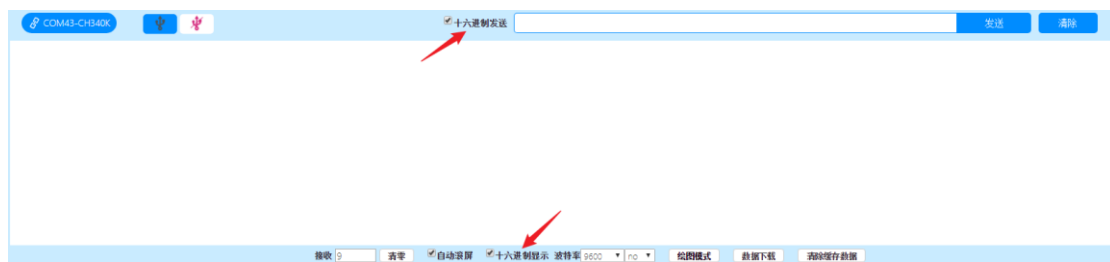 COM43-CH340K 十六进制发送 发送 清除
接收 9 清零 自动滚屏 十六进制显示 波特率 9600 no 绘图模式 数据下载 清除缓存数据